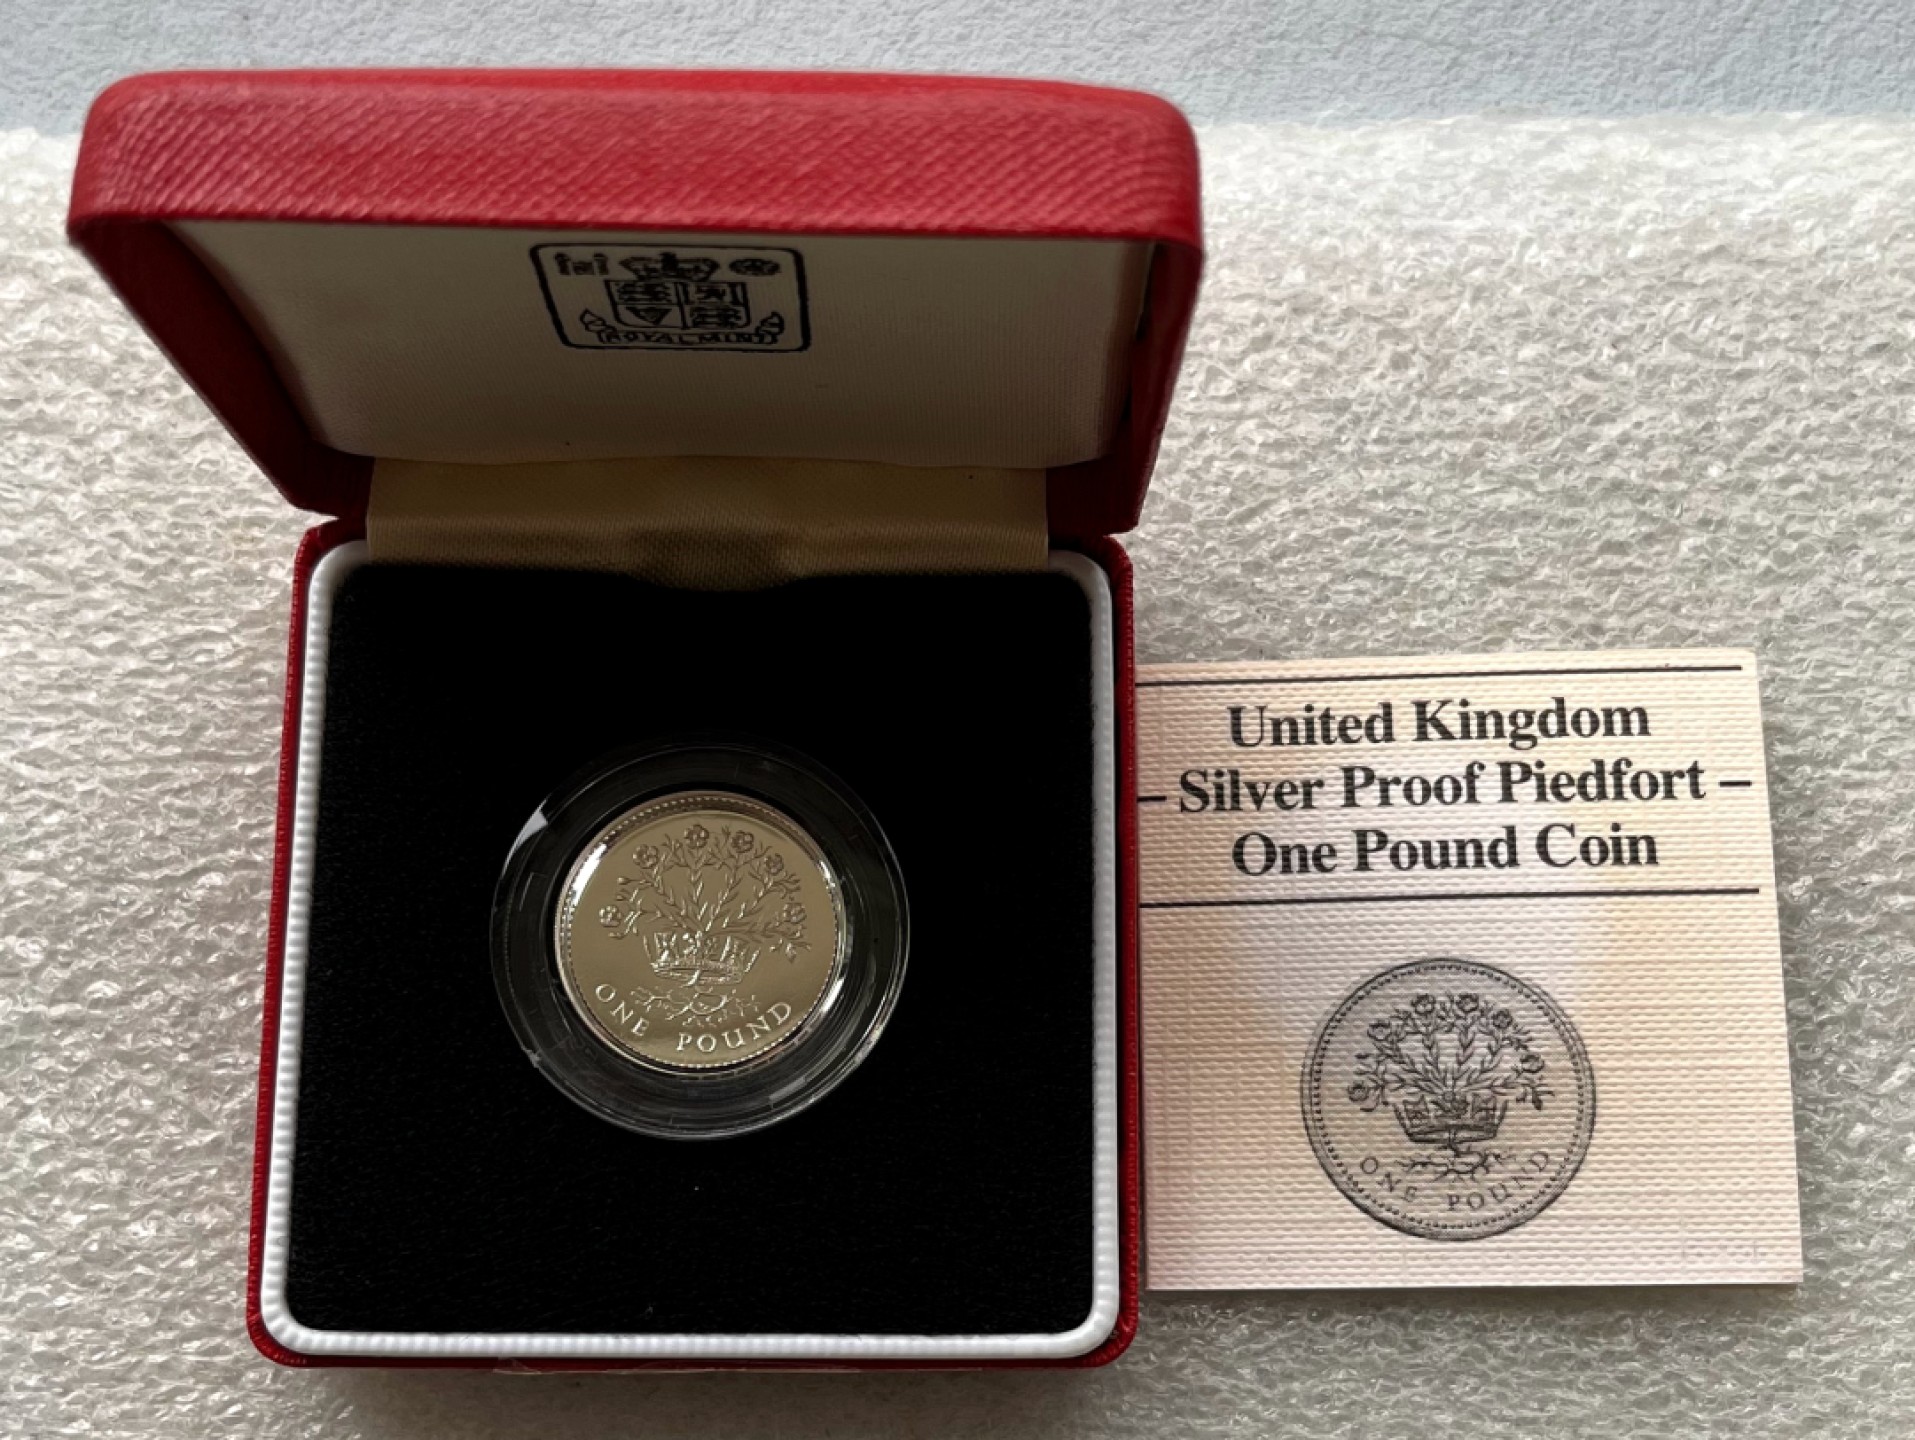 ROYAL MINT
ONE POUND
United Kingdom
– Silver Proof Piedfort –
One Pound Coin
ONE POUND